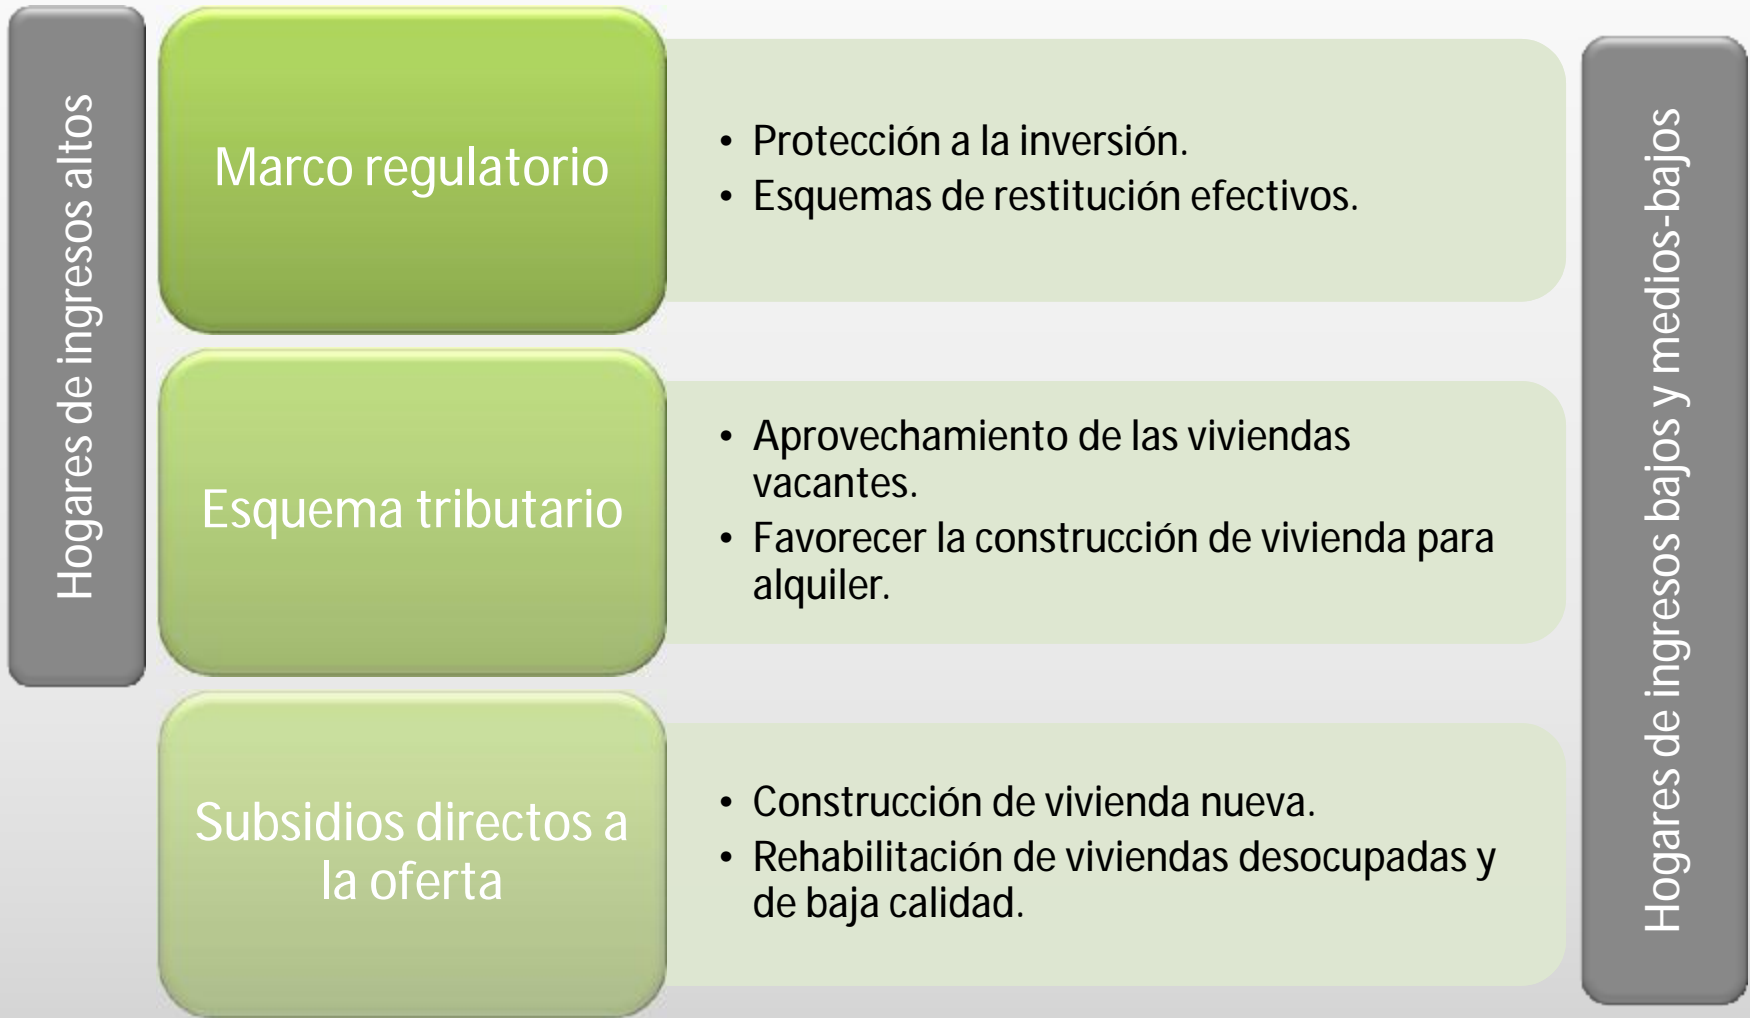 Hogares de ingresos altos
Marco regulatorio
• Protección a la inversión.
• Esquemas de restitución efectivos.
Esquema tributario
• Aprovechamiento de las viviendas
vacantes.
• Favorecer la construcción de vivienda para
alquiler.
Subsidios directos a
la oferta
• Construcción de vivienda nueva.
• Rehabilitación de viviendas desocupadas y
de baja calidad.
Hogares de ingresos bajos y medios-bajos